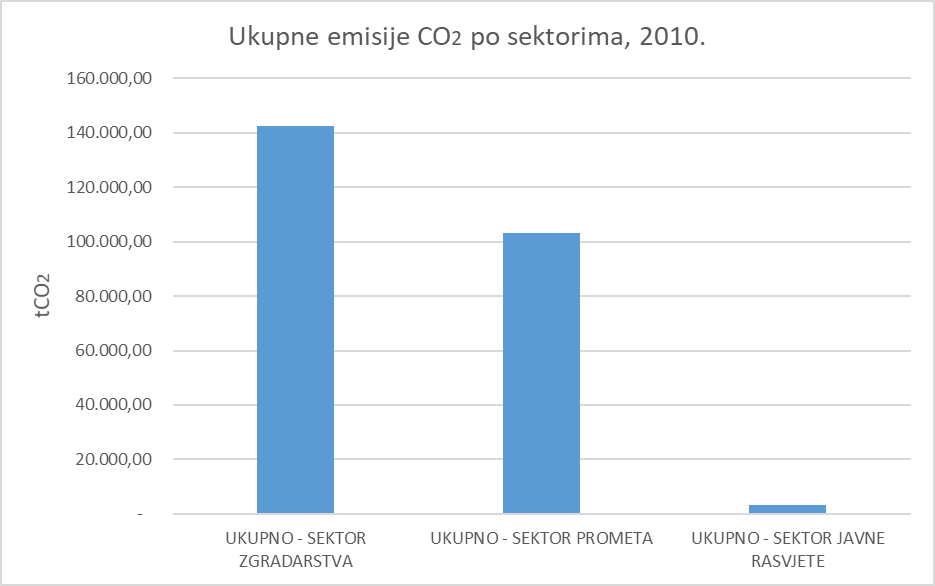 Ukupne emisije CO2 po sektorima, 2010.
160.000,00
140.000,00
120.000,00
100.000,00
80.000,00
60.000,00
40.000,00
20.000,00
-
tCO2
UKUPNO - SEKTOR
ZGRADARSTVA
UKUPNO - SEKTOR PROMETA
UKUPNO - SEKTOR JAVNE
RASVJETE